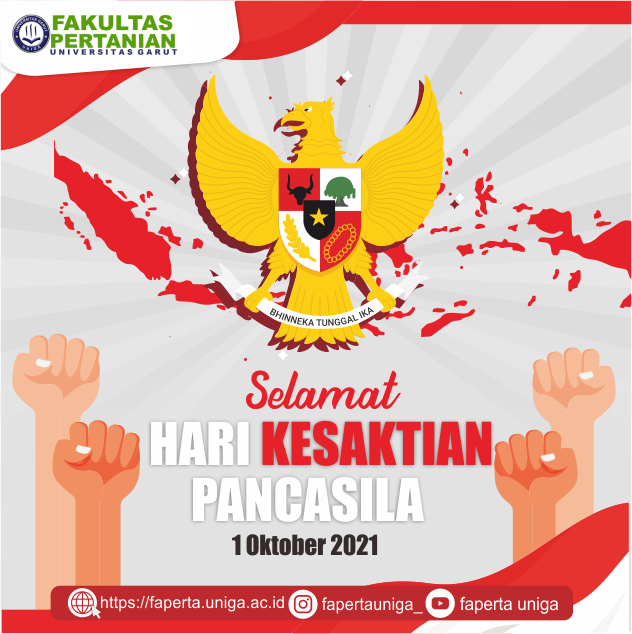 FAKULTAS
PERTANIAN
UNIVERSITAS GARUT
BHINNEKA TUNGGAL IKA
Selamat
HARI KESAKTIAN
PANCASILA
1 Oktober 2021
https://faperta.uniga.ac.id fapertauniga_ faperta uniga